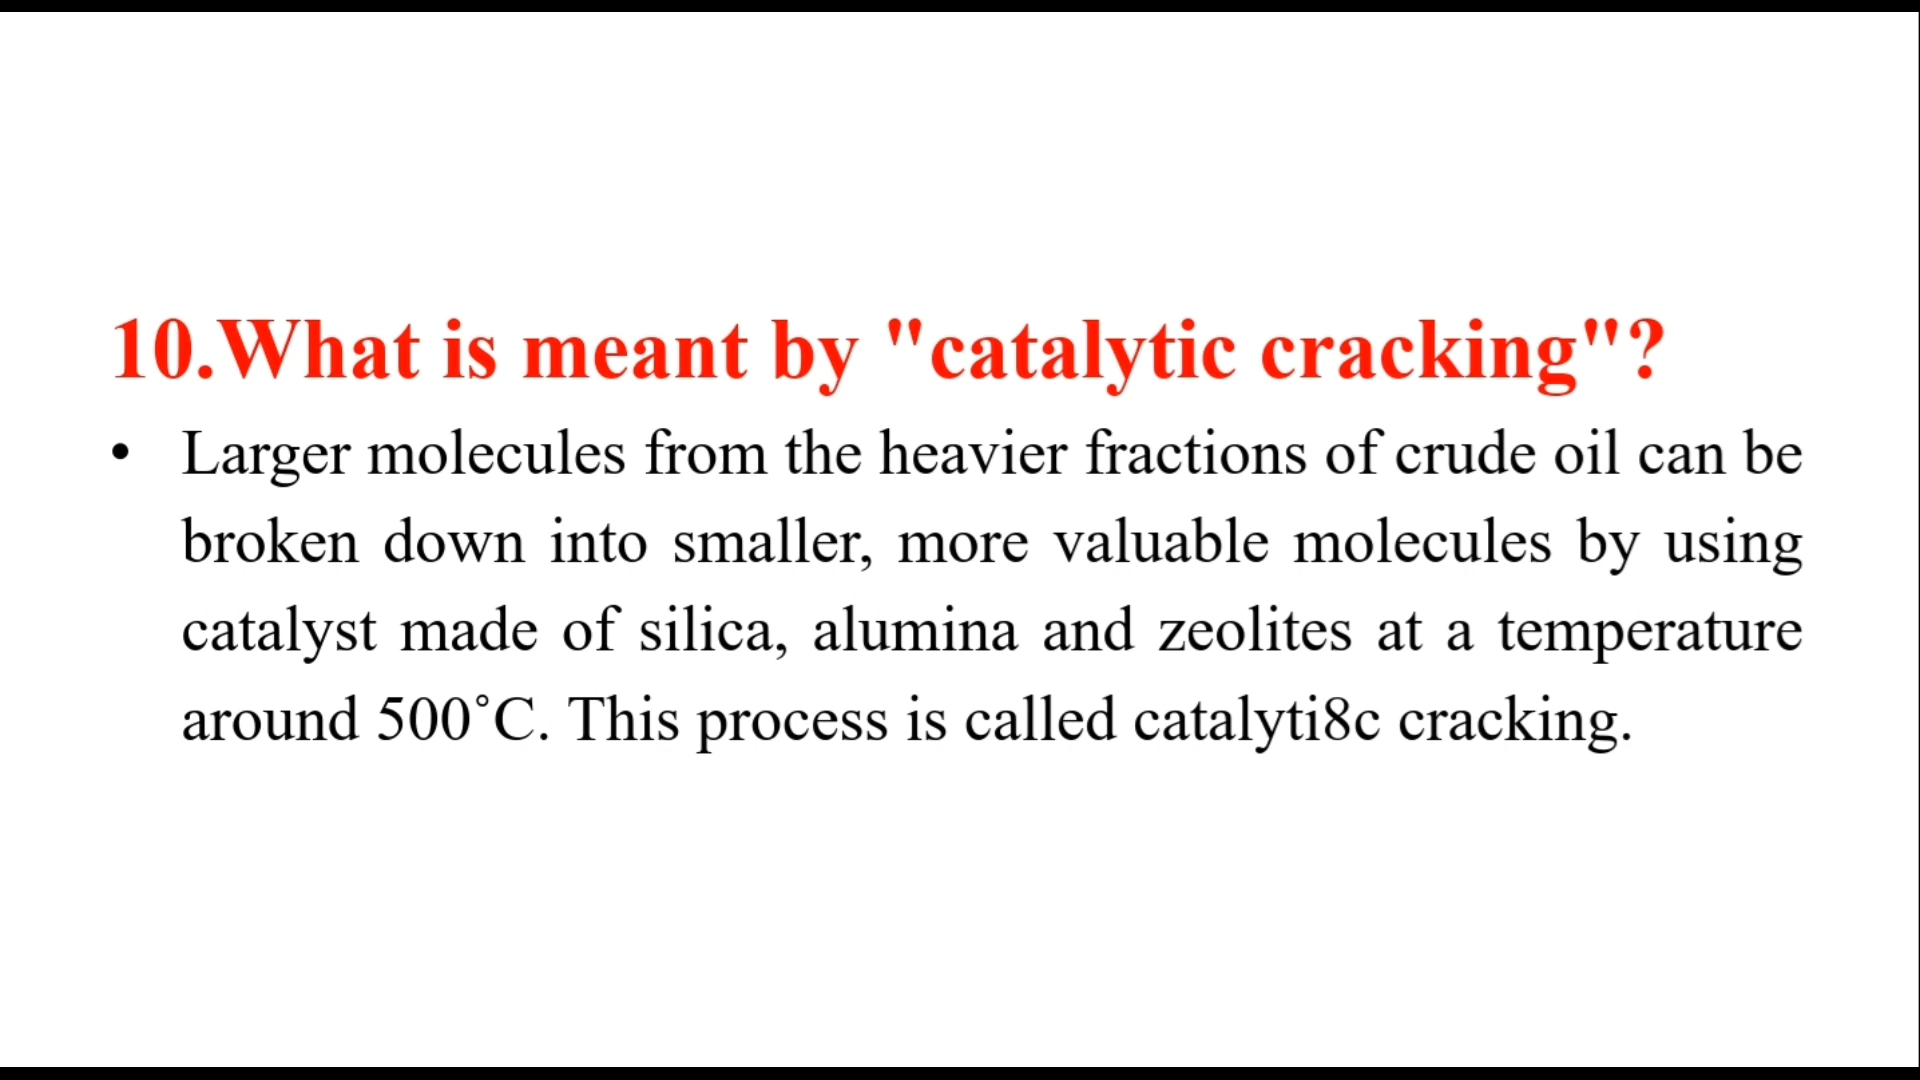 10.What is meant by "catalytic cracking"?
• Larger molecules from the heavier fractions of crude oil can be
broken down into smaller, more valuable molecules by using
catalyst made of silica, alumina and zeolites at a temperature
around 500˚C. This process is called catalyti8c cracking.